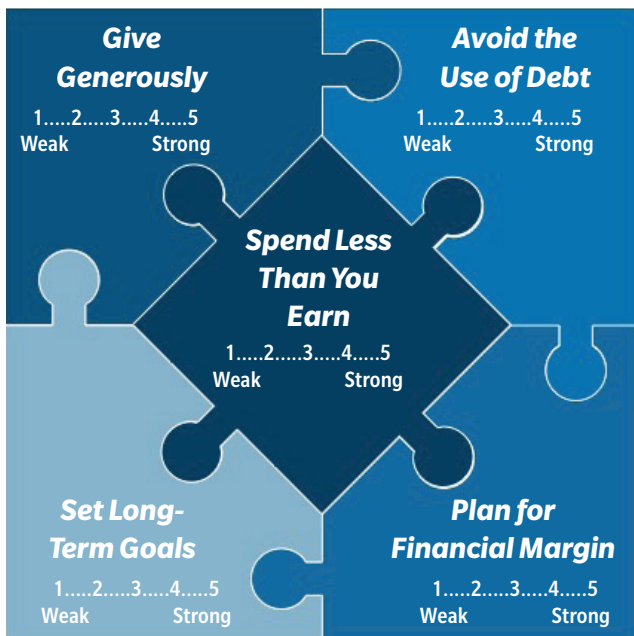 Give
Generously
1.....2.....3.....4.....5
Weak Strong
Avoid the
Use of Debt
1.....2.....3.....4.....5
Weak Strong
Spend Less
Than You
Earn
1.....2.....3.....4.....5
Weak Strong
Set Long-
Term Goals
1.....2.....3.....4.....5
Weak Strong
Plan for
Financial Margin
1.....2.....3.....4.....5
Weak Strong